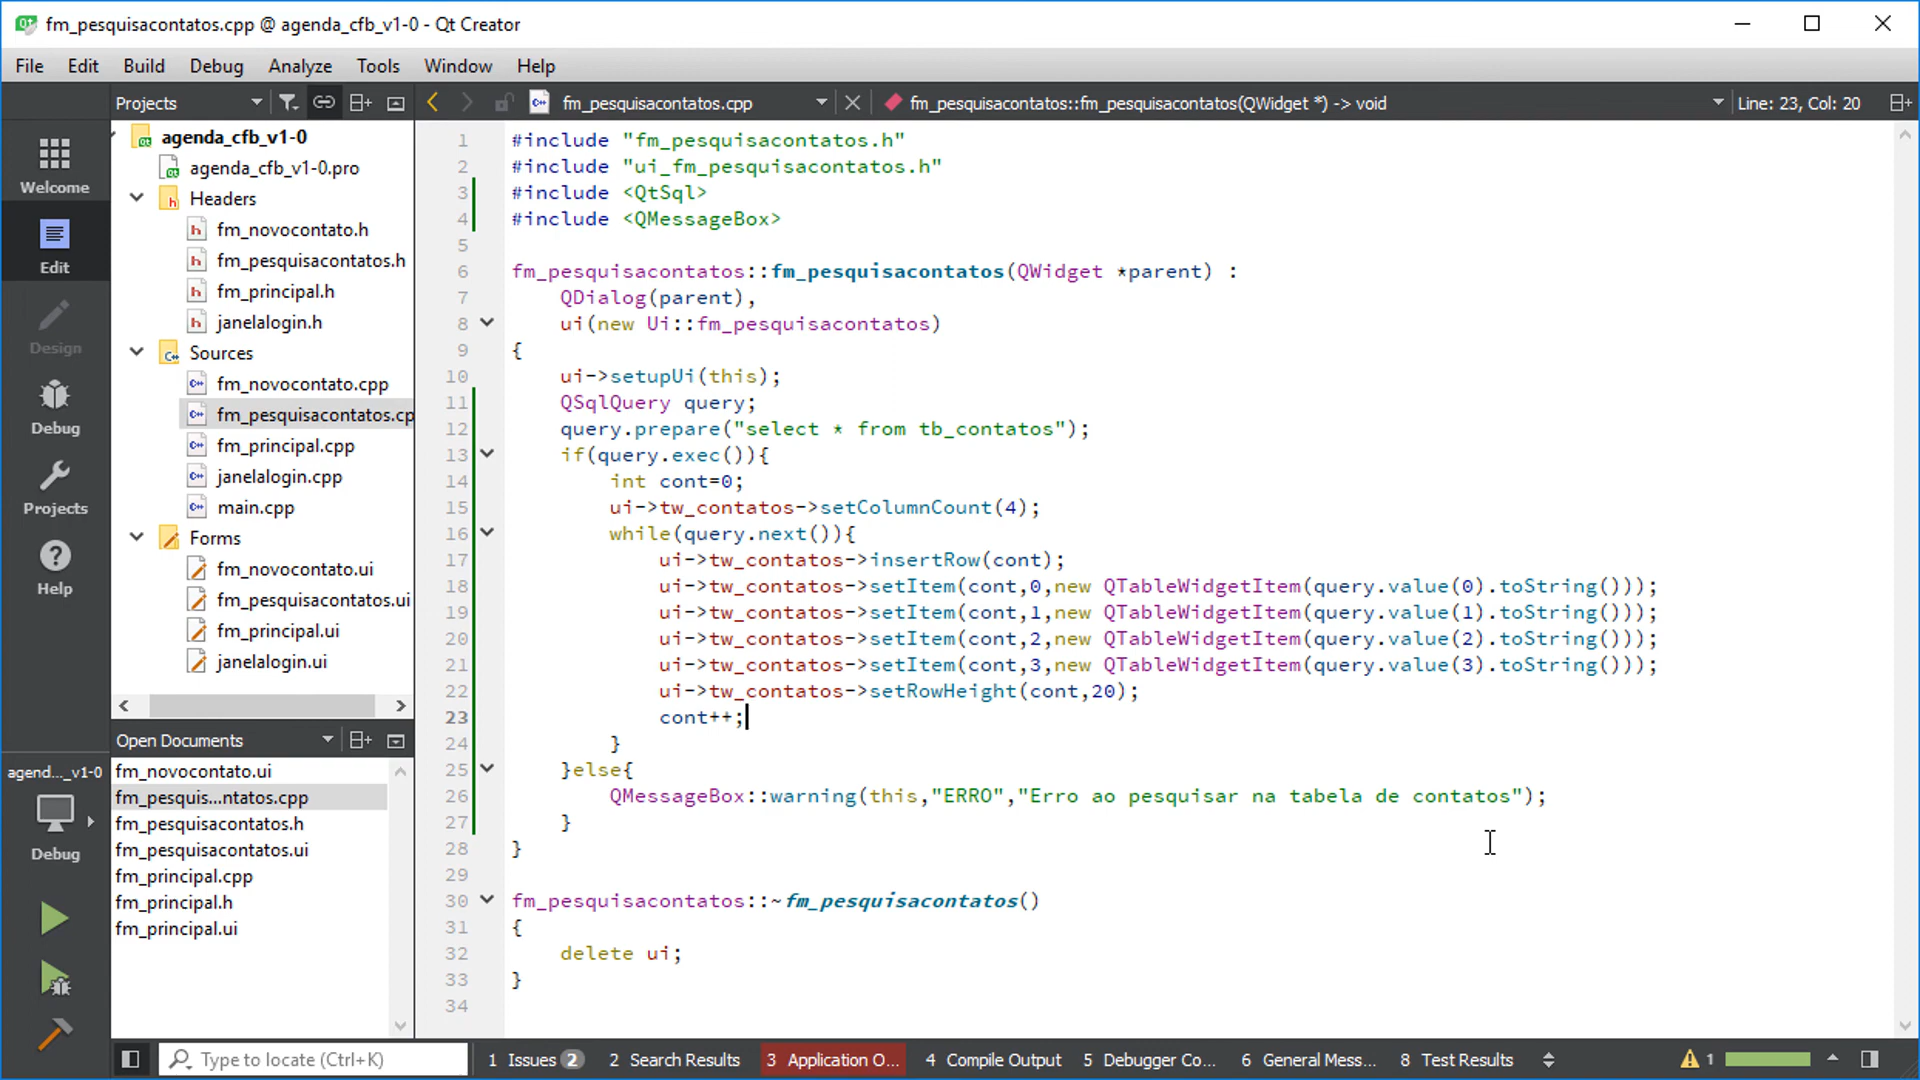 fm_pesquisacontatos.cpp @ agenda_cfb_v1-0 - Qt Creator
File Edit Build Debug Analyze Tools Window Help
Projects
fm_pesquisacontatos.cpp
fm_pesquisacontatos::fm_pesquisacontatos(QWidget *) -> void
Line: 23, Col: 20
Welcome
Edit
Design
Debug
Projects
Help
agend..._v1-0
Debug
agenda_cfb_v1-0
agenda_cfb_v1-0.pro
Headers
fm_novocontato.h
fm_pesquisacontatos.h
fm_principal.h
janelalogin.h
Sources
fm_novocontato.cpp
fm_pesquisacontatos.cp
fm_principal.cpp
janelalogin.cpp
main.cpp
Forms
fm_novocontato.ui
fm_pesquisacontatos.ui
fm_principal.ui
janelalogin.ui
Open Documents
fm_novocontato.ui
fm_pesquis...ntatos.cpp
fm_pesquisacontatos.h
fm_pesquisacontatos.ui
fm_principal.cpp
fm_principal.h
fm_principal.ui
1 #include "fm_pesquisacontatos.h"
2 #include "ui_fm_pesquisacontatos.h"
3 #include <QtSql>
4 #include <QMessageBox>
5
6 fm_pesquisacontatos::fm_pesquisacontatos(QWidget *parent) :
7 QDialog(parent),
8 ui(new Ui::fm_pesquisacontatos)
9 {
10 ui->setupUi(this);
11 QSqlQuery query;
12 query.prepare("select * from tb_contatos");
13 if(query.exec()){
14 int cont=0;
15 ui->tw_contatos->setColumnCount(4);
16 while(query.next()){
17 ui->tw_contatos->insertRow(cont);
18 ui->tw_contatos->setItem(cont,0,new QTableWidgetItem(query.value(0).toString()));
19 ui->tw_contatos->setItem(cont,1,new QTableWidgetItem(query.value(1).toString()));
20 ui->tw_contatos->setItem(cont,2,new QTableWidgetItem(query.value(2).toString()));
21 ui->tw_contatos->setItem(cont,3,new QTableWidgetItem(query.value(3).toString()));
22 ui->tw_contatos->setRowHeight(cont,20);
23 cont++;
24 }
25 }else{
26 QMessageBox::warning(this,"ERRO","Erro ao pesquisar na tabela de contatos");
27 }
28 }
29
30 fm_pesquisacontatos::~fm_pesquisacontatos()
31 {
32 delete ui;
33 }
34
Type to locate (Ctrl+K)
1 Issues 2
2 Search Results
3 Application O...
4 Compile Output
5 Debugger Co...
6 General Mess...
8 Test Results
1